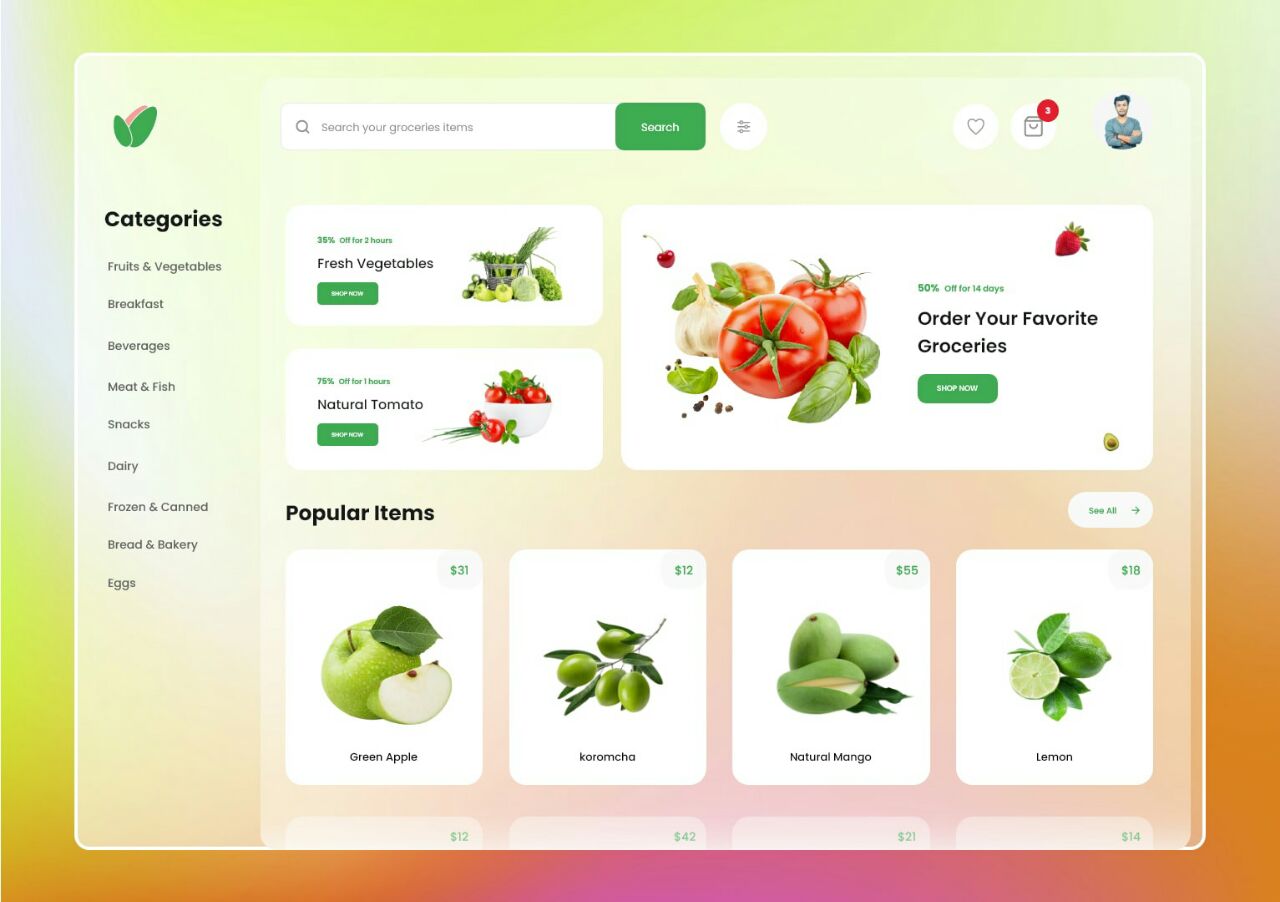 Search your groceries items
Search
3
Categories
Fruits & Vegetables
Breakfast
Beverages
Meat & Fish
Snacks
Dairy
Frozen & Canned
Bread & Bakery
Eggs
35% Off for 2 hours
Fresh Vegetables
SHOP NOW
75% Off for 1 hours
Natural Tomato
SHOP NOW
50% Off for 14 days
Order Your Favorite
Groceries
SHOP NOW
Popular Items
See All
$31
Green Apple
$12
koromcha
$55
Natural Mango
$18
Lemon
$12
$42
$21
$14